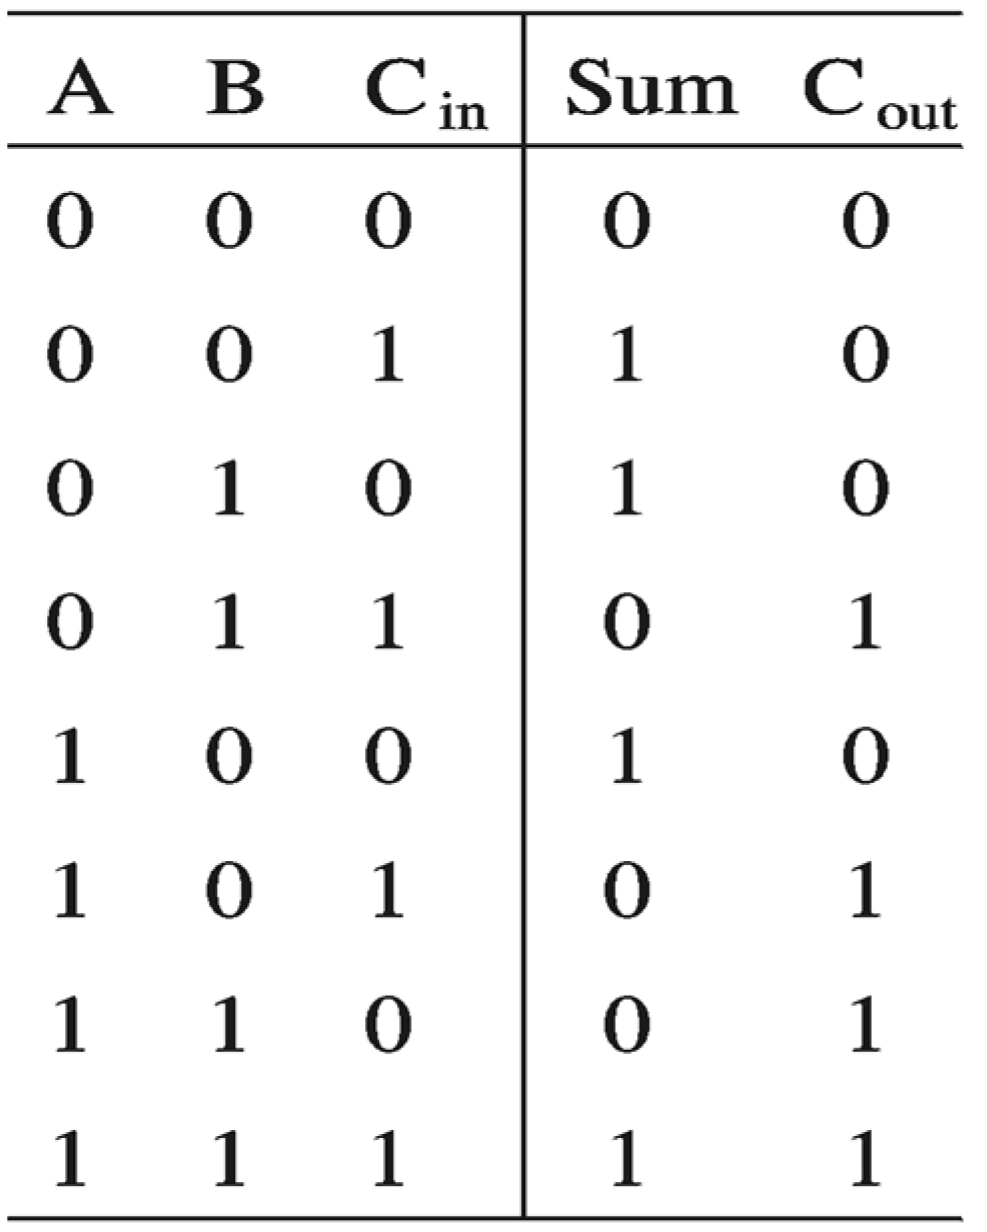 A B Cin Sum Cout
0 0 0 0 0
0 0 1 1 0
0 1 0 1 0
0 1 1 0 1
1 0 0 1 0
1 0 1 0 1
1 1 0 0 1
1 1 1 1 1